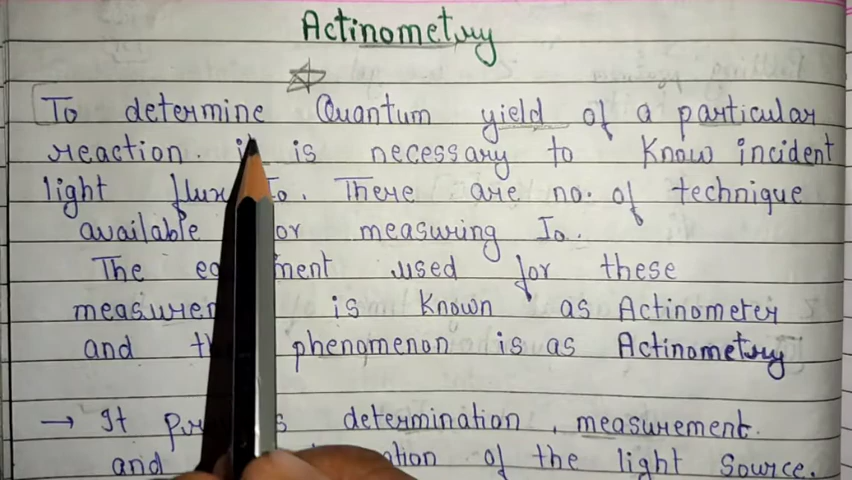 Actinometry
To determine Quantum yield of a particular
reaction. is necessary to know incident
light flux Io. There are no. of technique
available for measuring Io.
The used for these
is known as Actinometer
and phenomenon is as Actinometry
→ It determination, measurement.
and of the light source.